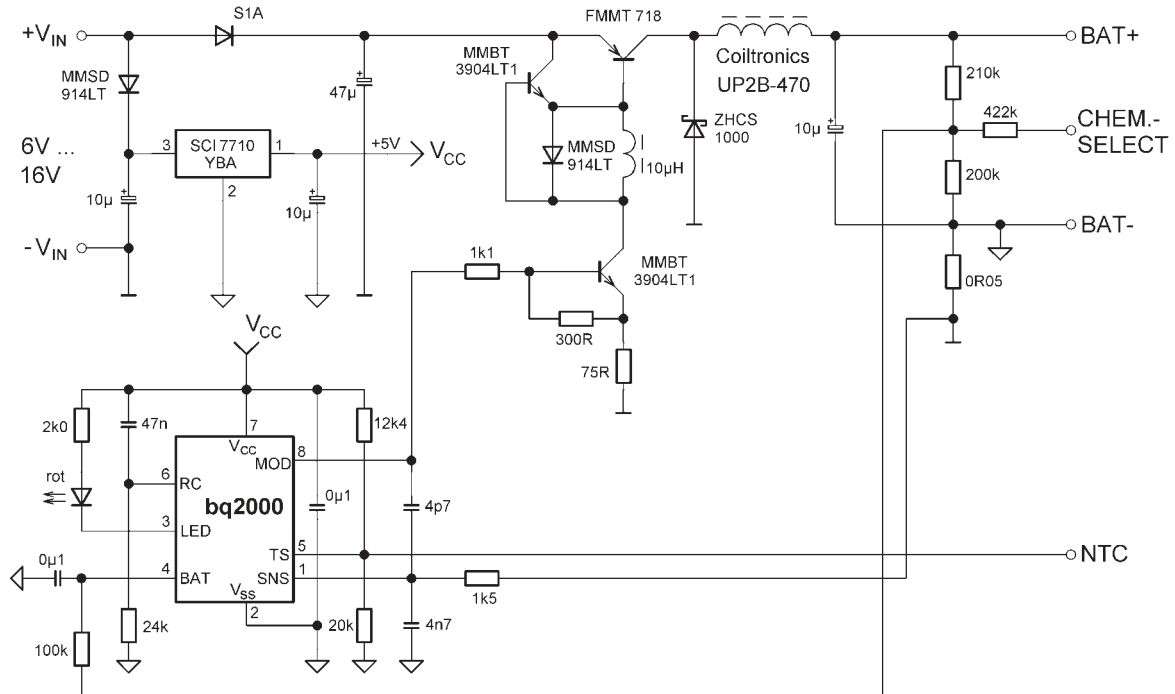 S1A
FMMT 718
+V_IN
BAT+
MMBT
3904LT1
Coiltronics
UP2B-470
MMSD
914LT
47µ
210k
422k
CHEM.-
SELECT
10µ
ZHCS
1000
6V ...
16V
3
SCI 7710
YBA
1
+5V
V_CC
2
MMSD
914LT
10µH
200k
10µ
10µ
-V_IN
BAT-
1k1
MMBT
3904LT1
0R05
300R
75R
V_CC
2k0
47n
7
12k4
V_CC
MOD
8
rot
6
RC
bq2000
0µ1
4p7
3
LED
TS
5
NTC
0µ1
4
BAT
SNS
1
V_SS
2
1k5
24k
20k
4n7
100k